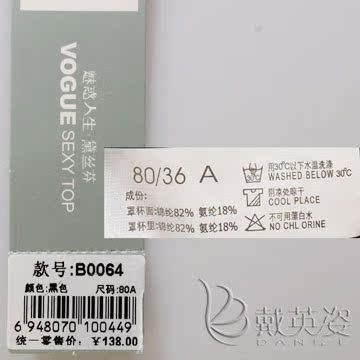 魅惑人生·黛丝芬
VOGUE SEXY TOP
80/36 A
成份:
罩杯面:锦纶82% 氨纶18%
罩杯里:锦纶82% 氨纶18%
用30℃以下水温洗涤
WASHED BELOW 30℃
阴凉处晾干
COOL PLACE
不可用漂白水
NO CHLORINE
款号:B0064
颜色:黑色 尺码:80A
6 948070 100449
统一零售价: ¥138.00
戴英姿